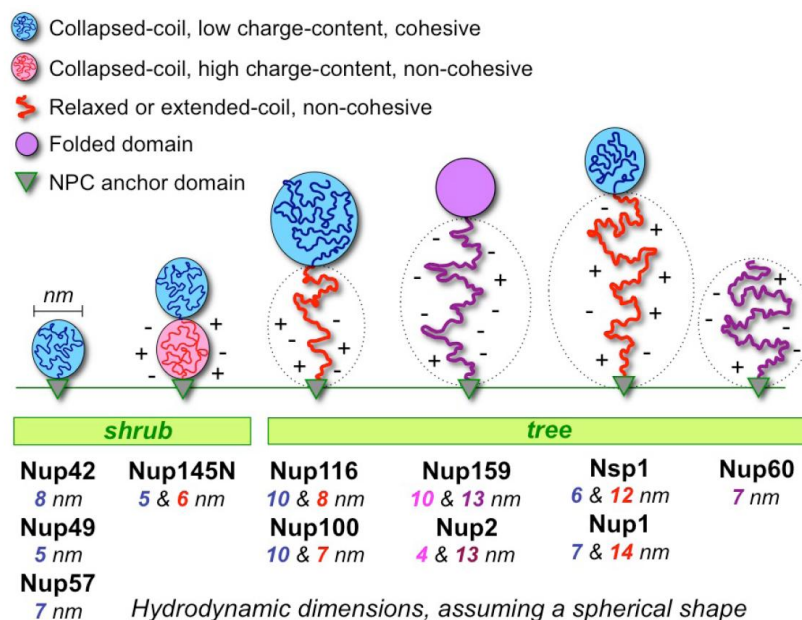 Collapsed-coil, low charge-content, cohesive
Collapsed-coil, high charge-content, non-cohesive
Relaxed or extended-coil, non-cohesive
Folded domain
NPC anchor domain
nm
shrub
tree
Nup42
8 nm
Nup49
5 nm
Nup57
7 nm
Nup145N
5 & 6 nm
Nup116
10 & 8 nm
Nup100
10 & 7 nm
Nup159
10 & 13 nm
Nup2
4 & 13 nm
Nsp1
6 & 12 nm
Nup1
7 & 14 nm
Nup60
7 nm
Hydrodynamic dimensions, assuming a spherical shape